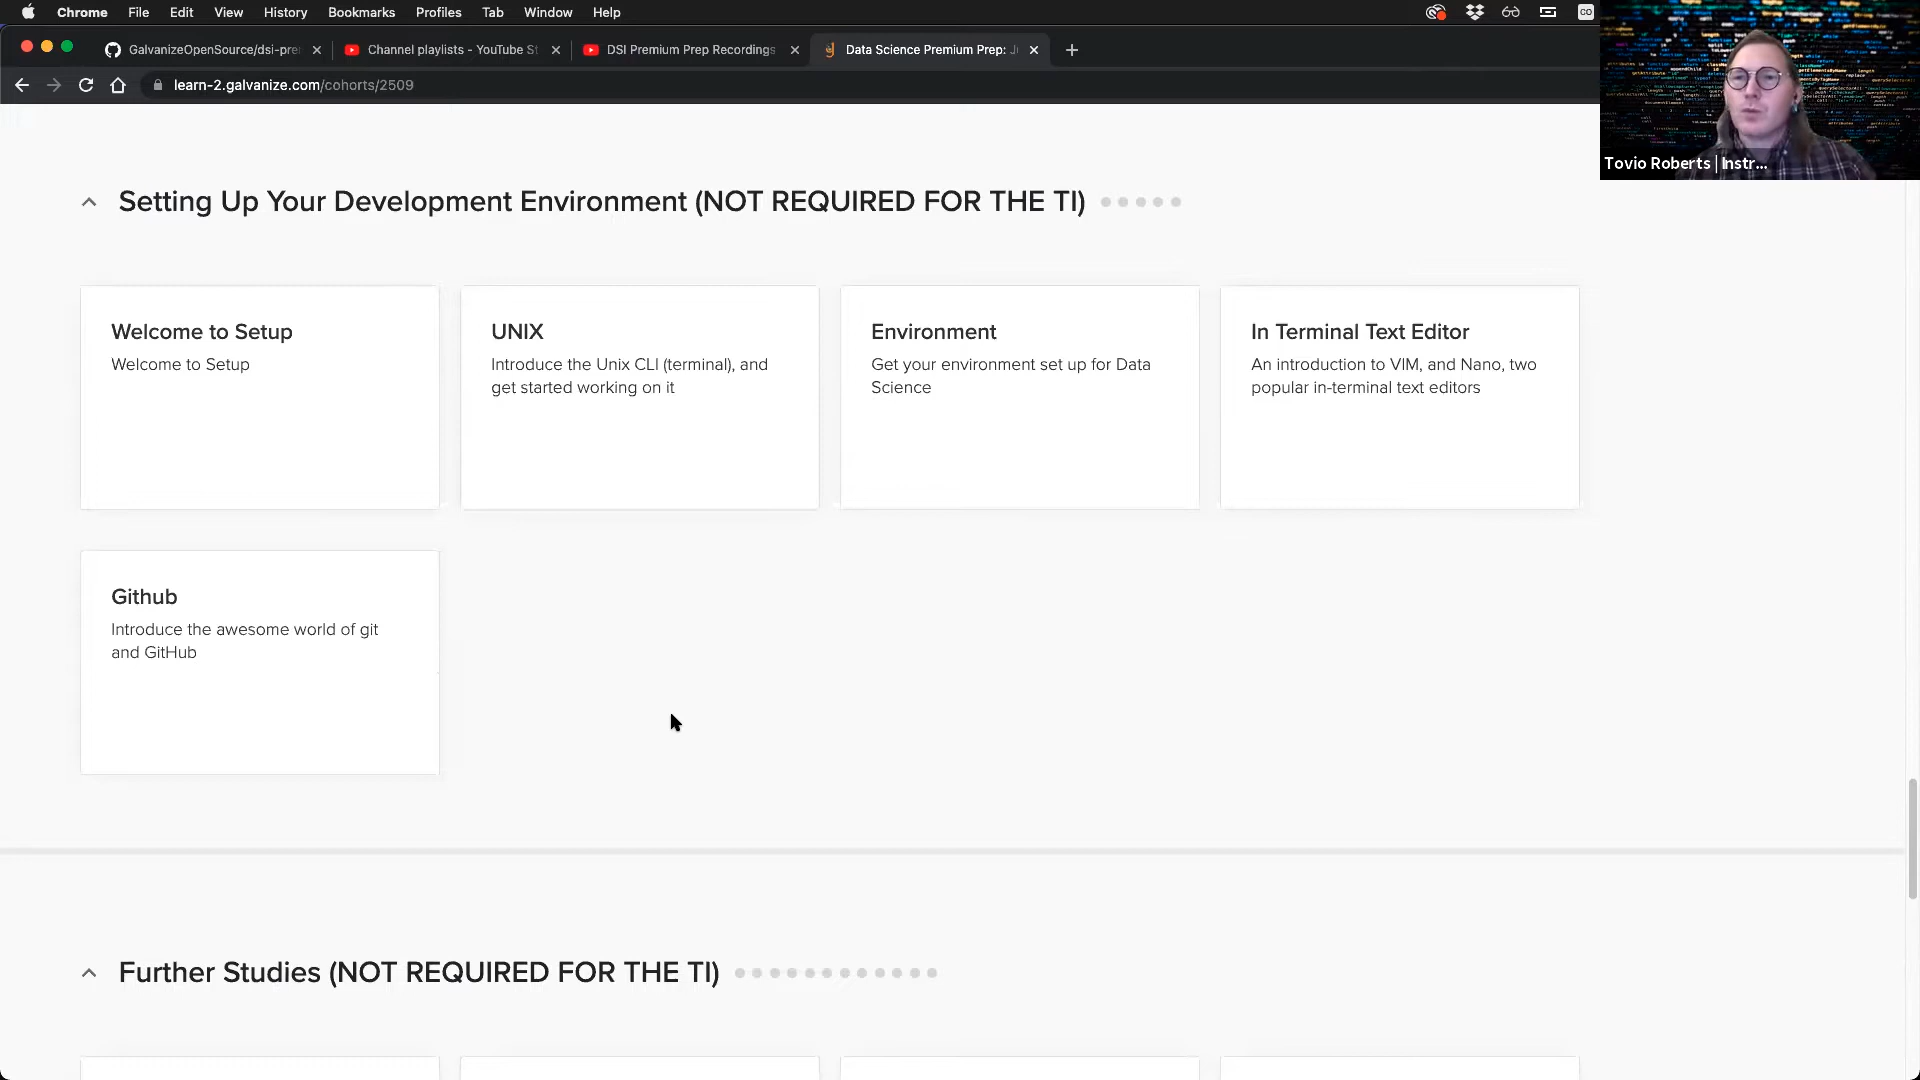 Chrome File Edit View History Bookmarks Profiles Tab Window Help
GalvanizeOpenSource/dsi-pre
Channel playlists - YouTube St
DSI Premium Prep Recordings
Data Science Premium Prep: J
learn-2.galvanize.com/cohorts/2509
Tovio Roberts | Instr...
Setting Up Your Development Environment (NOT REQUIRED FOR THE TI)
Welcome to Setup
Welcome to Setup
UNIX
Introduce the Unix CLI (terminal), and
get started working on it
Environment
Get your environment set up for Data
Science
In Terminal Text Editor
An introduction to VIM, and Nano, two
popular in-terminal text editors
Github
Introduce the awesome world of git
and GitHub
Further Studies (NOT REQUIRED FOR THE TI)